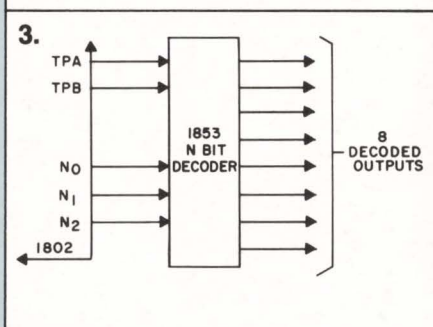 3.
TPA
TPB
1853
N BIT
DECODER
N0
N1
N2
1802
8
DECODED
OUTPUTS